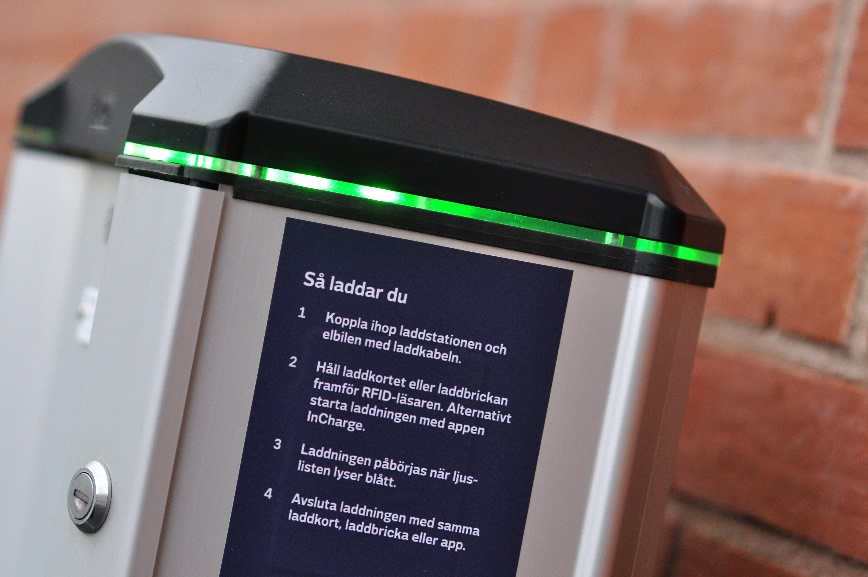 Så laddar du
1 Koppla ihop laddstationen och
elbilen med laddkabeln.
2 Håll laddkortet eller laddbrickan
framför RFID-läsaren. Alternativt
starta laddningen med appen
InCharge.
3 Laddningen påbörjas när ljus-
listen lyser blått.
4 Avsluta laddningen med samma
laddkort, laddbricka eller app.